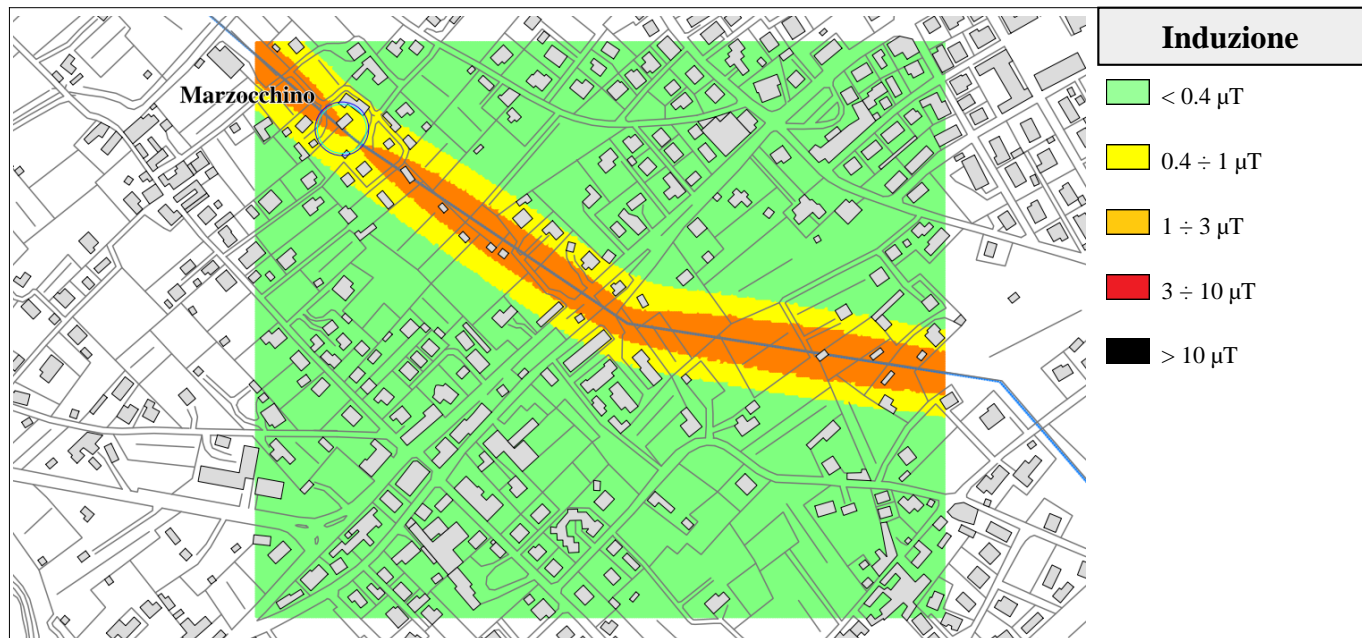 Induzione
Marzocchino
< 0.4 µT
0.4 ÷ 1 µT
1 ÷ 3 µT
3 ÷ 10 µT
> 10 µT